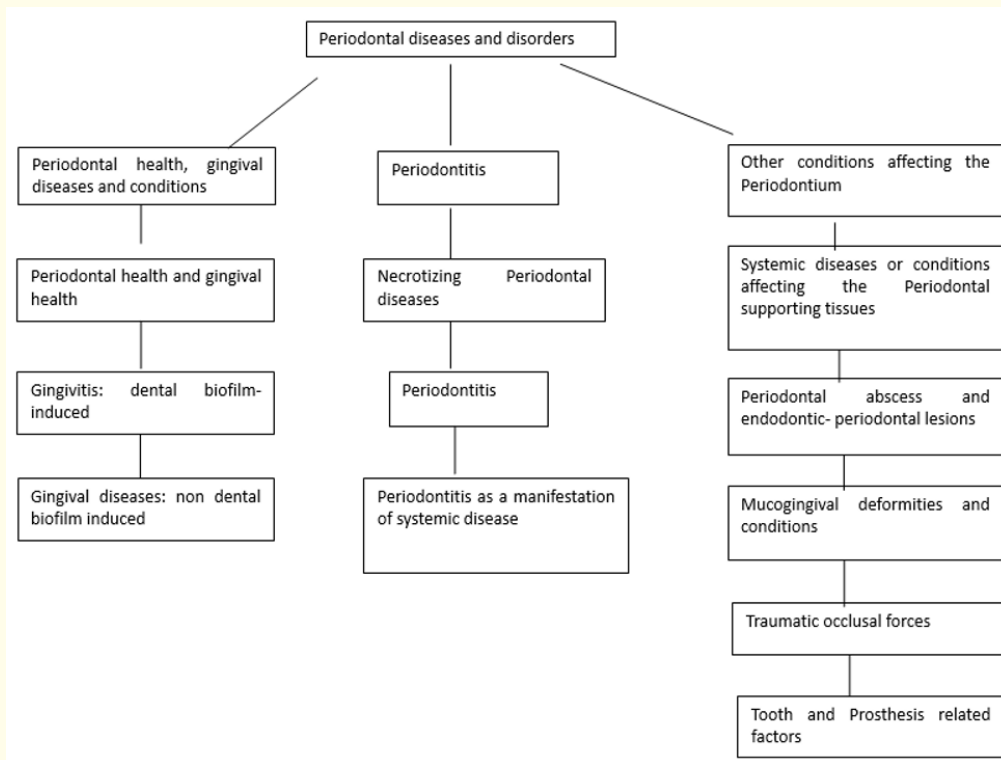 Periodontal diseases and disorders
Periodontal health, gingival
diseases and conditions
Periodontal health and gingival
health
Gingivitis: dental biofilm-
induced
Gingival diseases: non dental
biofilm induced
Periodontitis
Necrotizing Periodontal
diseases
Periodontitis
Periodontitis as a manifestation
of systemic disease
Other conditions affecting the
Periodontium
Systemic diseases or conditions
affecting the Periodontal
supporting tissues
Periodontal abscess and
endodontic- periodontal lesions
Mucogingival deformities and
conditions
Traumatic occlusal forces
Tooth and Prosthesis related
factors